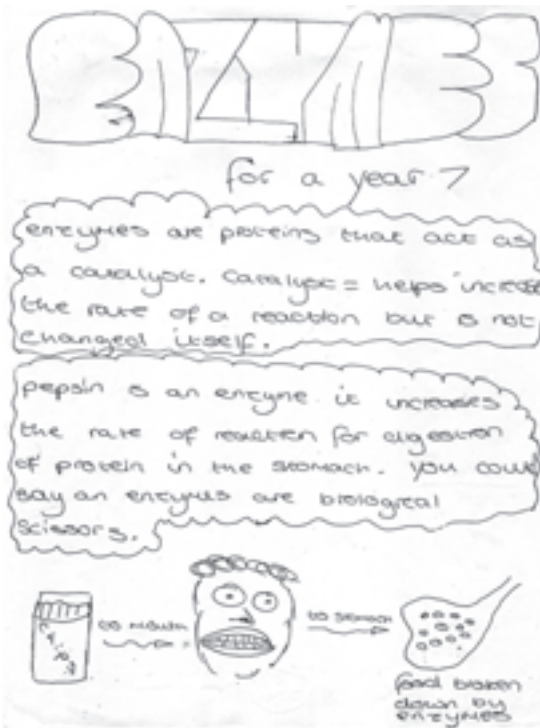 ENZYMES
for a year 7
enzymes are proteins that act as
a catalyst. Catalyst = helps increase
the rate of a reaction but is not
changed itself.
pepsin is an enzyme it increases
the rate of reaction for digestion
of protein in the stomach. you could
say an enzymes are biological
scissors.
chips
to mouth
to stomach
food broken
down by
enzymes